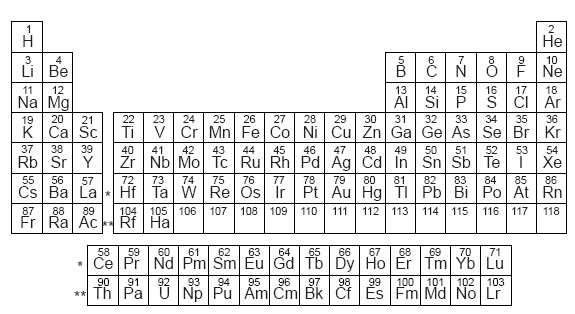 1 2
H He
3 4 5 6 7 8 9 10
Li Be B C N O F Ne
11 12 13 14 15 16 17 18
Na Mg Al Si P S Cl Ar
19 20 21 22 23 24 25 26 27 28 29 30 31 32 33 34 35 36
K Ca Sc Ti V Cr Mn Fe Co Ni Cu Zn Ga Ge As Se Br Kr
37 38 39 40 41 42 43 44 45 46 47 48 49 50 51 52 53 54
Rb Sr Y Zr Nb Mo Tc Ru Rh Pd Ag Cd In Sn Sb Te I Xe
55 56 57 72 73 74 75 76 77 78 79 80 81 82 83 84 85 86
Cs Ba La * Hf Ta W Re Os Ir Pt Au Hg Tl Pb Bi Po At Rn
87 88 89 104 105 106 107 108 109 110 111 112 113 114 115 116 117 118
Fr Ra Ac ** Rf Ha
58 59 60 61 62 63 64 65 66 67 68 69 70 71
* Ce Pr Nd Pm Sm Eu Gd Tb Dy Ho Er Tm Yb Lu
90 91 92 93 94 95 96 97 98 99 100 101 102 103
** Th Pa U Np Pu Am Cm Bk Cf Es Fm Md No Lr